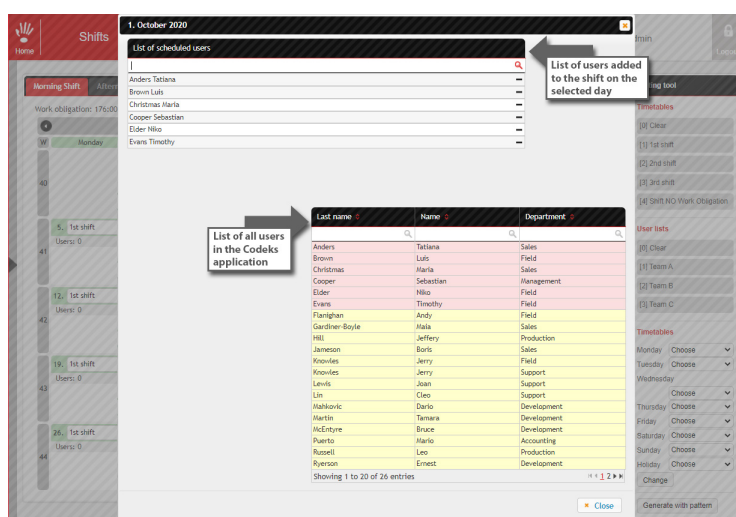 Home
Shifts
1. October 2020
List of scheduled users
Anders Tatiana
Brown Luis
Christmas Maria
Cooper Sebastian
Elder Niko
Evans Timothy
List of users added
to the shift on the
selected day
Morning Shift
Work obligation: 176:00
W Monday
40
5. 1st shift
Users: 0
41
12. 1st shift
Users: 0
42
19. 1st shift
Users: 0
43
26. 1st shift
Users: 0
44
List of all users
in the Codeks
application
Last name Name Department
Anders Tatiana Sales
Brown Luis Field
Christmas Maria Sales
Cooper Sebastian Management
Elder Niko Field
Evans Timothy Field
Flanighan Andy Field
Gardiner-Boyle Maia Sales
Hill Jeffery Production
Jameson Boris Sales
Knowles Jerry Field
Knowles Jerry Support
Lewis Joan Support
Lin Cleo Support
Mahkovic Dario Development
Martin Tamara Development
McEntyre Bruce Development
Puerto Mario Accounting
Russell Leo Production
Ryerson Ernest Development
Showing 1 to 20 of 26 entries 1 2
Close
tool
Timetables
[0] Clear
[1] 1st shift
[2] 2nd shift
[3] 3rd shift
[4] Shift NO Work Obligation
User lists
[0] Clear
[1] Team A
[2] Team B
[3] Team C
Timetables
Monday Choose
Tuesday Choose
Wednesday
Choose
Thursday Choose
Friday Choose
Saturday Choose
Sunday Choose
Holiday Choose
Change
Generate with pattern